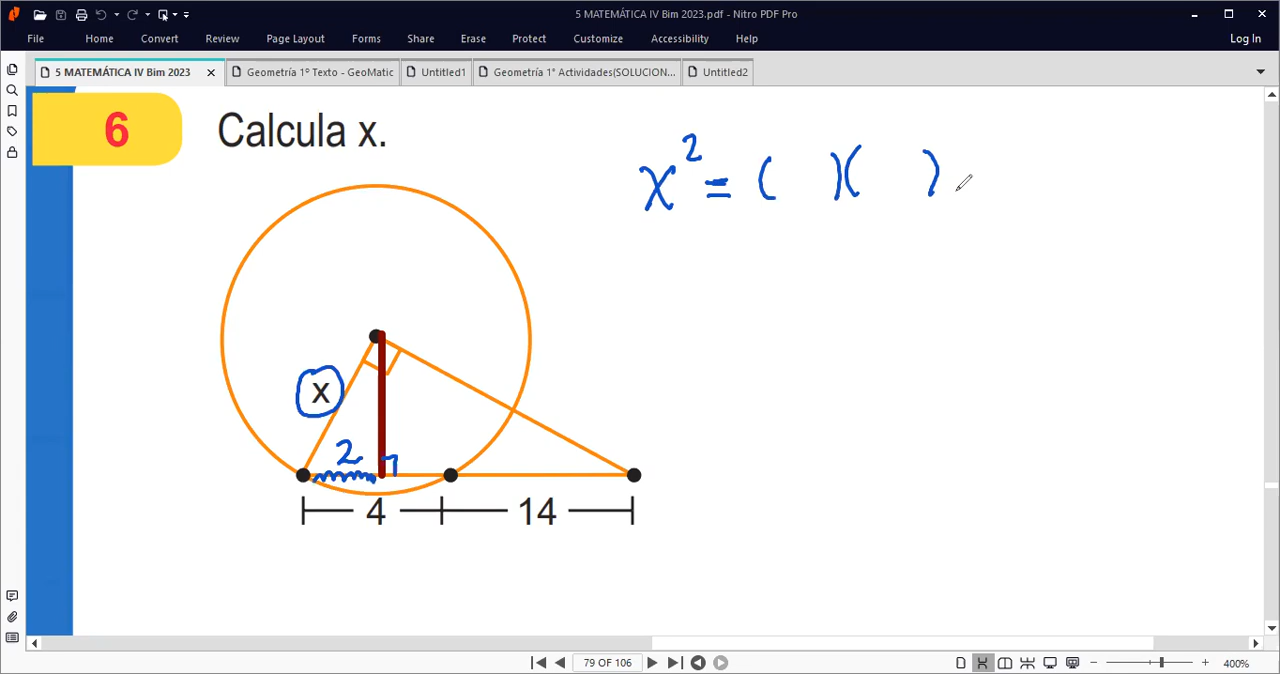 5 MATEMÁTICA IV Bim 2023.pdf - Nitro PDF Pro
File Home Convert Review Page Layout Forms Share Erase Protect Customize Accessibility Help Log In
5 MATEMÁTICA IV Bim 2023 Geometría 1º Texto - GeoMatic Untitled1 Geometría 1° Actividades(SOLUCION... Untitled2
6 Calcula x.
x² = ( )( )
x
2
4 14
79 OF 106 400%